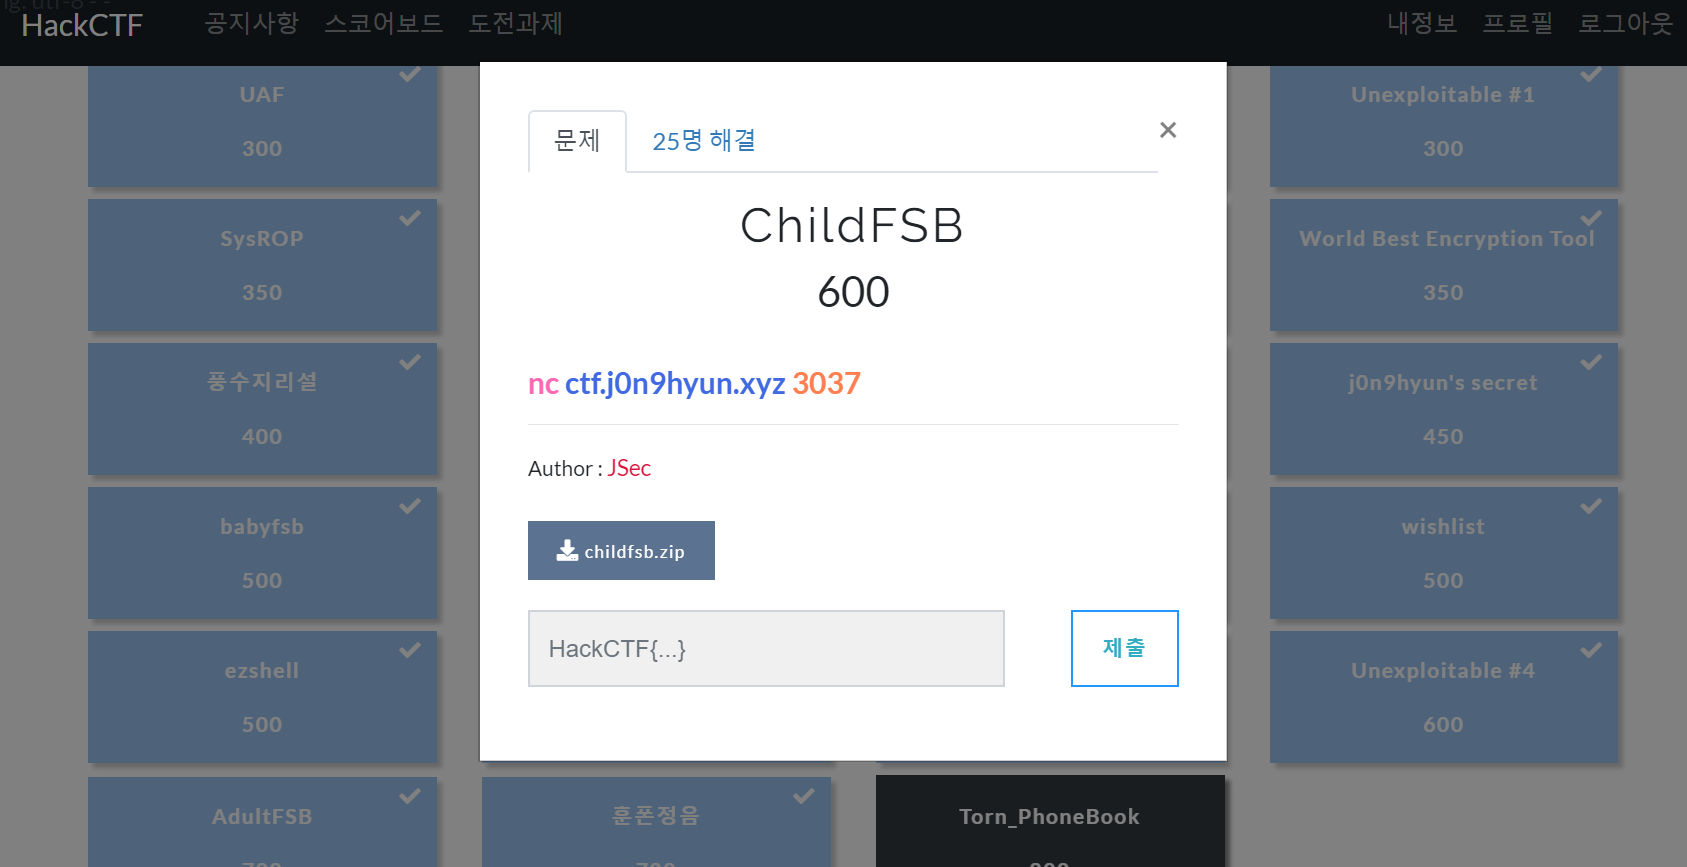 HackCTF 공지사항 스코어보드 도전과제 내정보 프로필 로그아웃
UAF
300
Unexploitable #1
300
SysROP
350
World Best Encryption Tool
350
풍수지리설
400
j0n9hyun's secret
450
babyfsb
500
wishlist
500
ezshell
500
Unexploitable #4
600
AdultFSB
훈폰정음
Torn_PhoneBook
문제 25명 해결
×
ChildFSB
600
nc ctf.j0n9hyun.xyz 3037
Author : JSec
childfsb.zip
HackCTF{...}
제출